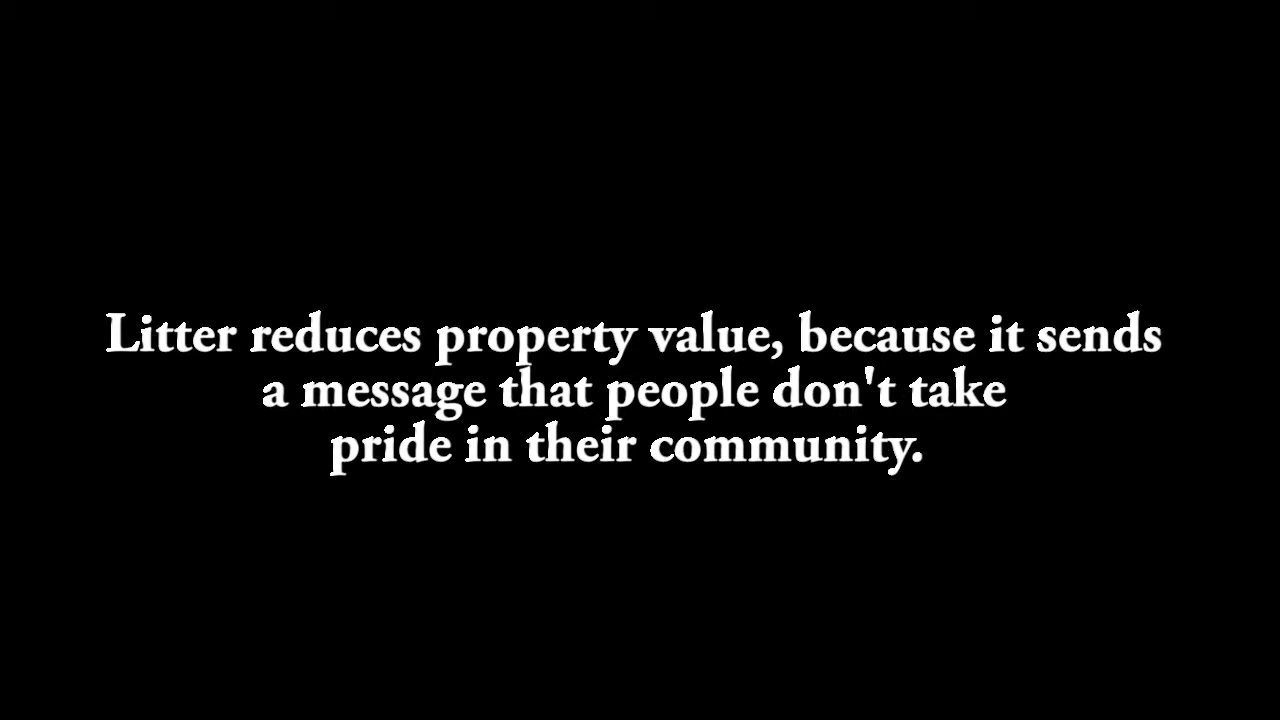 Litter reduces property value, because it sends
a message that people don't take
pride in their community.